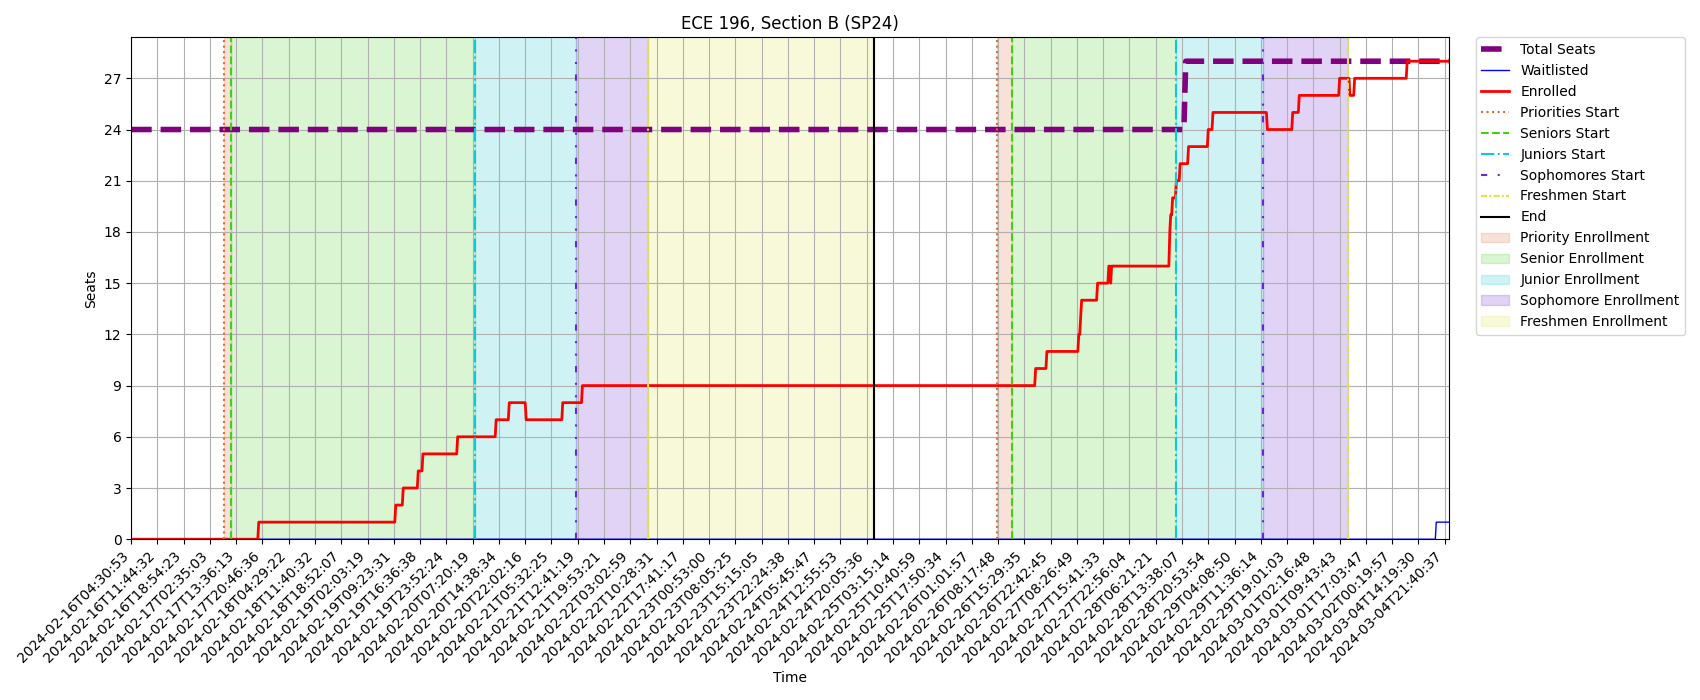 ECE 196, Section B (SP24)
Seats
27
24
21
18
15
12
9
6
3
0
2024-02-16T04:30:53
2024-02-16T11:44:32
2024-02-16T18:54:23
2024-02-17T02:35:03
2024-02-17T13:36:13
2024-02-17T20:46:36
2024-02-18T04:29:22
2024-02-18T11:40:32
2024-02-18T18:52:07
2024-02-19T02:03:19
2024-02-19T09:23:31
2024-02-19T16:36:38
2024-02-19T23:52:24
2024-02-20T07:20:19
2024-02-20T14:38:34
2024-02-20T22:02:16
2024-02-21T05:32:25
2024-02-21T12:41:19
2024-02-21T19:53:21
2024-02-22T03:02:59
2024-02-22T10:28:31
2024-02-22T17:41:17
2024-02-23T00:53:00
2024-02-23T08:05:25
2024-02-23T15:15:05
2024-02-23T22:24:38
2024-02-24T05:45:47
2024-02-24T12:55:53
2024-02-24T20:05:36
2024-02-25T03:15:14
2024-02-25T10:40:59
2024-02-25T17:50:34
2024-02-26T01:01:57
2024-02-26T08:17:48
2024-02-26T15:29:35
2024-02-26T22:42:45
2024-02-27T08:26:49
2024-02-27T15:41:33
2024-02-27T22:56:04
2024-02-28T06:21:21
2024-02-28T13:38:07
2024-02-28T20:53:54
2024-02-29T04:08:50
2024-02-29T11:36:14
2024-02-29T19:01:03
2024-03-01T02:16:48
2024-03-01T09:43:43
2024-03-01T17:03:47
2024-03-02T00:19:57
2024-03-04T14:19:30
2024-03-04T21:40:37
Time
Total Seats
Waitlisted
Enrolled
Priorities Start
Seniors Start
Juniors Start
Sophomores Start
Freshmen Start
End
Priority Enrollment
Senior Enrollment
Junior Enrollment
Sophomore Enrollment
Freshmen Enrollment